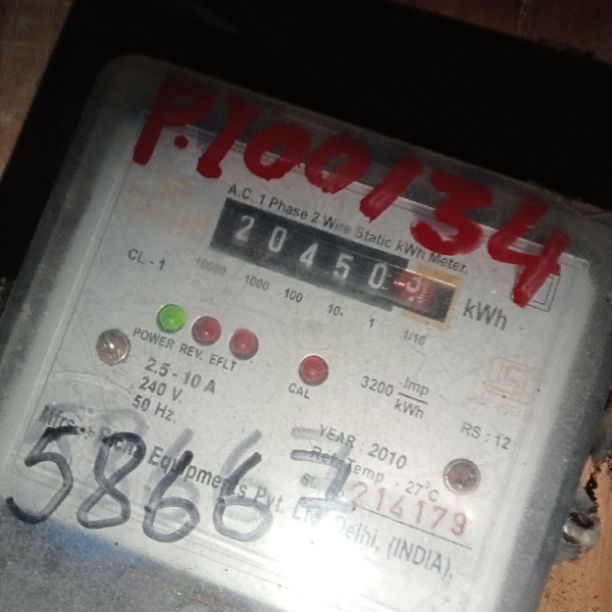 P.I00134
A.C. 1 Phase 2 Wire Static kWh Meter.
20450 kWh
CL-1 10000 1000 100 10 1 1/10
POWER REV. EFLT
2.5 - 10 A
240 V.
50 Hz.
CAL
3200 Imp/kWh
RS : 12
YEAR : 2010
Ref. Temp. 27°C
214179
Equipments Pvt. Ltd. Delhi, (INDIA).
58667